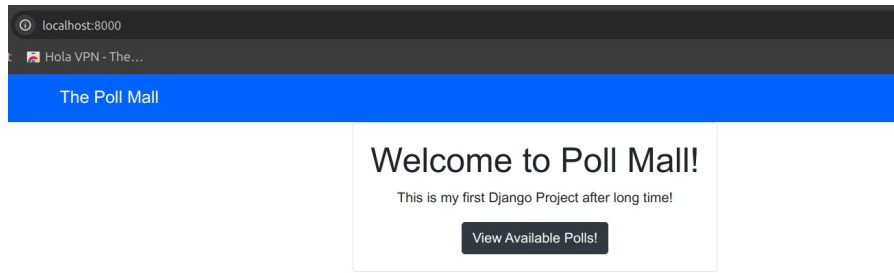 localhost:8000
t Hola VPN - The...
The Poll Mall
Welcome to Poll Mall!
This is my first Django Project after long time!
View Available Polls!